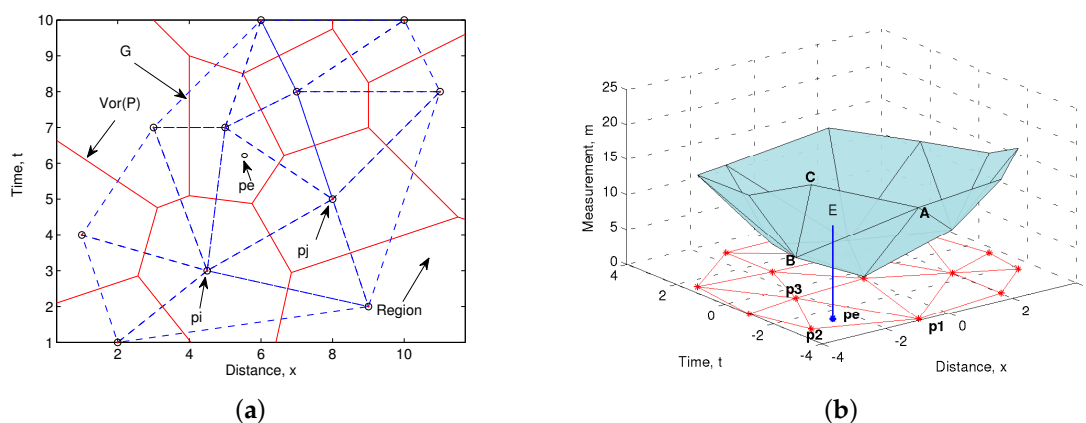 10
9
8
7
6
5
4
3
2
1
Time, t
G
Vor(P)
pe
pj
pi
Region
2
4
6
8
10
Distance, x
(a)
25
20
15
10
5
0
Measurement, m
C
E
A
B
p3
pe
p2
p1
4
2
0
-2
-4
Time, t
-4
-2
0
2
Distance, x
(b)